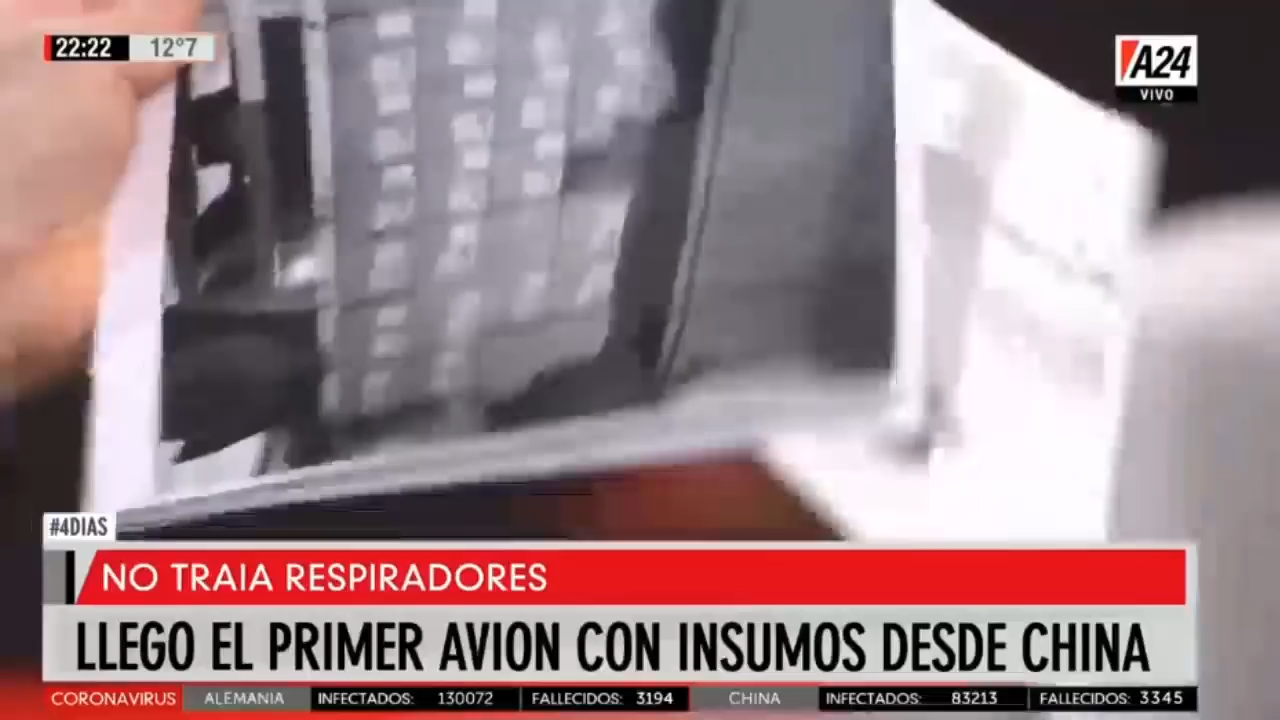 22:22 12°7
A24
VIVO
#4DIAS
NO TRAIA RESPIRADORES
LLEGO EL PRIMER AVION CON INSUMOS DESDE CHINA
CORONAVIRUS ALEMANIA INFECTADOS: 130072 FALLECIDOS: 3194 CHINA INFECTADOS: 83213 FALLECIDOS: 3345